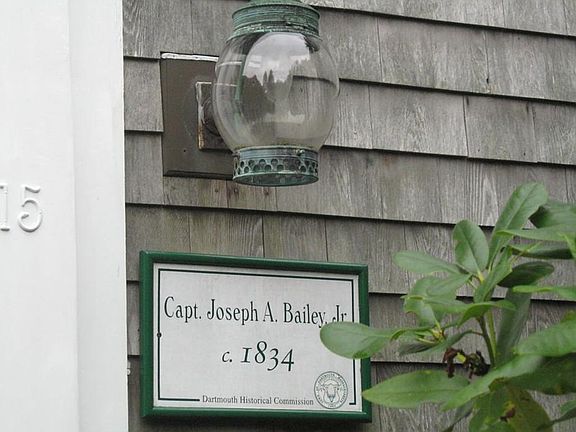 15
Capt. Joseph A. Bailey, Jr.
c. 1834
Dartmouth Historical Commission